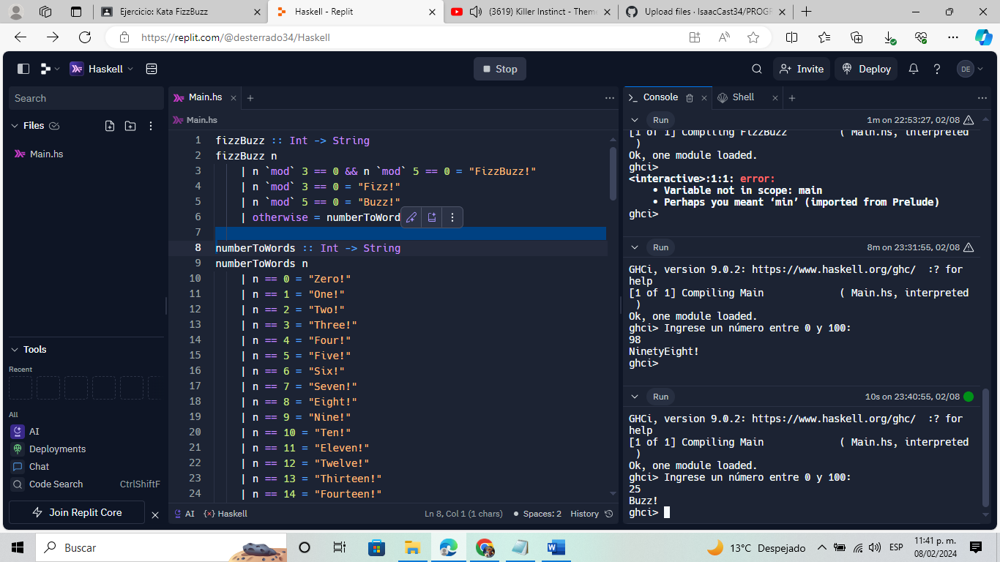 Ejercicio: Kata FizzBuzz
Haskell - Replit
(3619) Killer Instinct - Theme
Upload files · IsaacCast34/PROGR
https://replit.com/@desterrado34/Haskell
Haskell
Stop
Invite
Deploy
DE
Search
Files
Main.hs
Tools
Recent
All
AI
Deployments
Chat
Code Search CtrlShiftF
Join Replit Core
Main.hs
Main.hs
1 fizzBuzz :: Int -> String
2 fizzBuzz n
3 | n `mod` 3 == 0 && n `mod` 5 == 0 = "FizzBuzz!"
4 | n `mod` 3 == 0 = "Fizz!"
5 | n `mod` 5 == 0 = "Buzz!"
6 | otherwise = numberToWord
7
8 numberToWords :: Int -> String
9 numberToWords n
10 | n == 0 = "Zero!"
11 | n == 1 = "One!"
12 | n == 2 = "Two!"
13 | n == 3 = "Three!"
14 | n == 4 = "Four!"
15 | n == 5 = "Five!"
16 | n == 6 = "Six!"
17 | n == 7 = "Seven!"
18 | n == 8 = "Eight!"
19 | n == 9 = "Nine!"
20 | n == 10 = "Ten!"
21 | n == 11 = "Eleven!"
22 | n == 12 = "Twelve!"
23 | n == 13 = "Thirteen!"
24 | n == 14 = "Fourteen!"
AI Haskell Ln 8, Col 1 (1 chars) Spaces: 2 History
Console
Shell
Run 1m on 22:53:27, 02/08
[1 of 1] Compiling FizzBuzz ( Main.hs, interpreted
)
Ok, one module loaded.
ghci>
<interactive>:1:1: error:
• Variable not in scope: main
• Perhaps you meant ‘min’ (imported from Prelude)
ghci>
Run 8m on 23:31:55, 02/08
GHCi, version 9.0.2: https://www.haskell.org/ghc/ :? for
help
[1 of 1] Compiling Main ( Main.hs, interpreted
)
Ok, one module loaded.
ghci> Ingrese un número entre 0 y 100:
98
NinetyEight!
ghci>
Run 10s on 23:40:55, 02/08
GHCi, version 9.0.2: https://www.haskell.org/ghc/ :? for
help
[1 of 1] Compiling Main ( Main.hs, interpreted
)
Ok, one module loaded.
ghci> Ingrese un número entre 0 y 100:
25
Buzz!
ghci>
Buscar
13°C Despejado
ESP
11:41 p. m.
08/02/2024